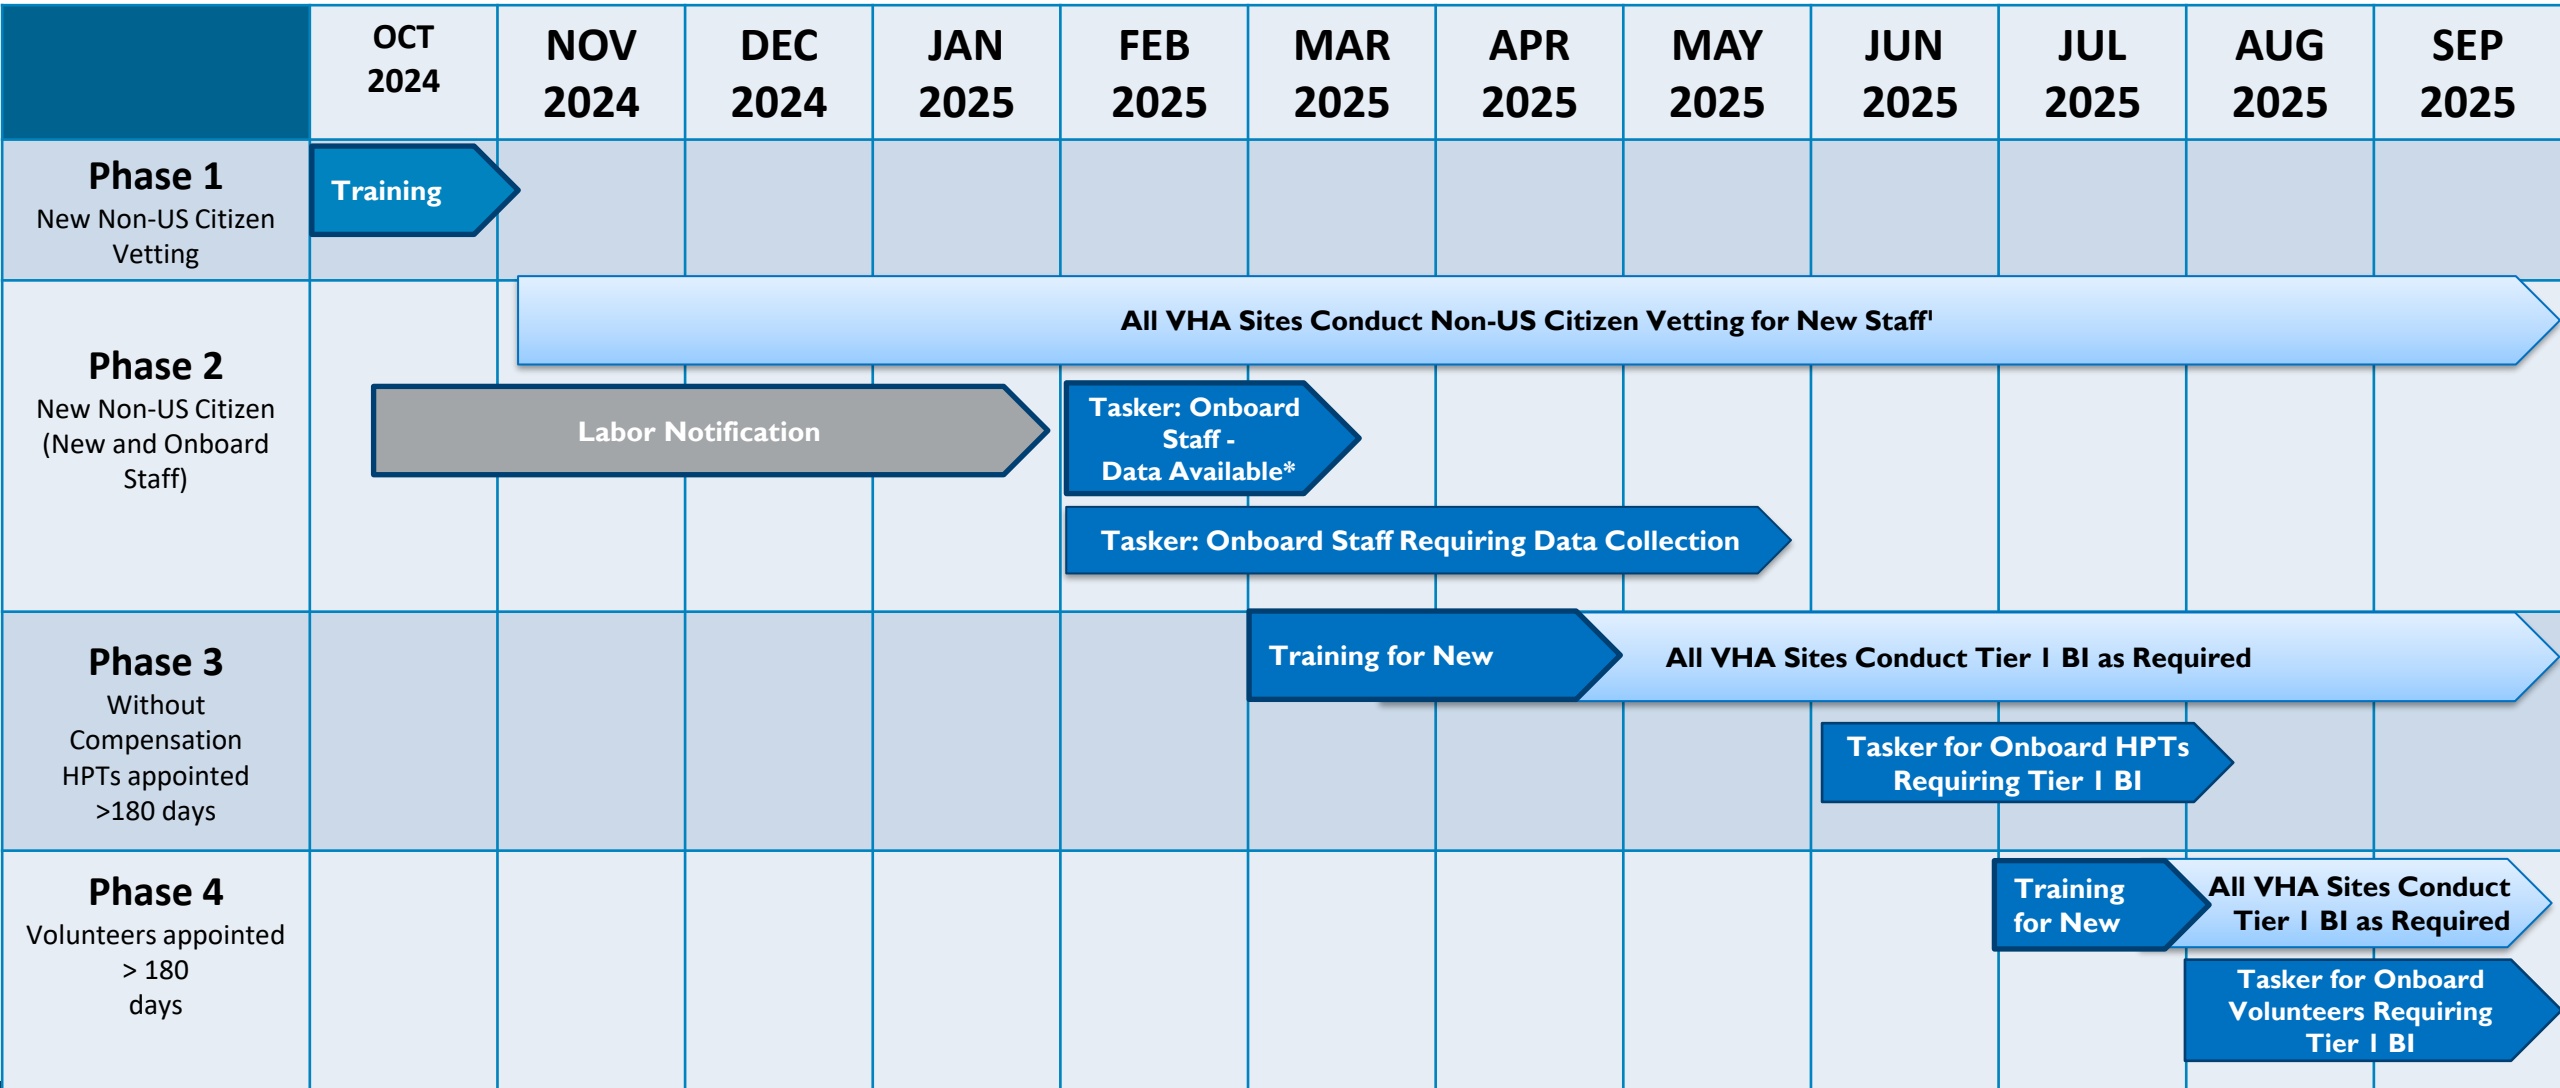 OCT
2024
NOV
2024
DEC
2024
JAN
2025
FEB
2025
MAR
2025
APR
2025
MAY
2025
JUN
2025
JUL
2025
AUG
2025
SEP
2025
Phase 1
New Non-US Citizen
Vetting
Training
Phase 2
New Non-US Citizen
(New and Onboard
Staff)
All VHA Sites Conduct Non-US Citizen Vetting for New Staff¹
Labor Notification
Tasker: Onboard
Staff -
Data Available*
Tasker: Onboard Staff Requiring Data Collection
Phase 3
Without
Compensation
HPTs appointed
>180 days
Training for New
All VHA Sites Conduct Tier 1 BI as Required
Tasker for Onboard HPTs
Requiring Tier 1 BI
Phase 4
Volunteers appointed
> 180
days
Training
for New
All VHA Sites Conduct
Tier 1 BI as Required
Tasker for Onboard
Volunteers Requiring
Tier 1 BI